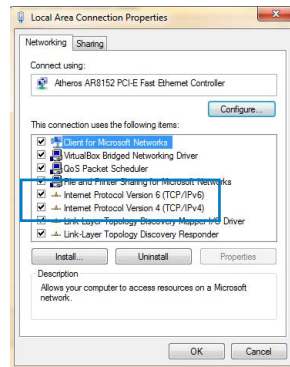 Local Area Connection Properties
Networking Sharing
Connect using:
Atheros AR8152 PCI-E Fast Ethernet Controller
Configure...
This connection uses the following items:
Client for Microsoft Networks
VirtualBox Bridged Networking Driver
QoS Packet Scheduler
File and Printer Sharing for Microsoft Networks
Internet Protocol Version 6 (TCP/IPv6)
Internet Protocol Version 4 (TCP/IPv4)
Link-Layer Topology Discovery Mapper I/O Driver
Link-Layer Topology Discovery Responder
Install... Uninstall Properties
Description
Allows your computer to access resources on a Microsoft
network.
OK Cancel